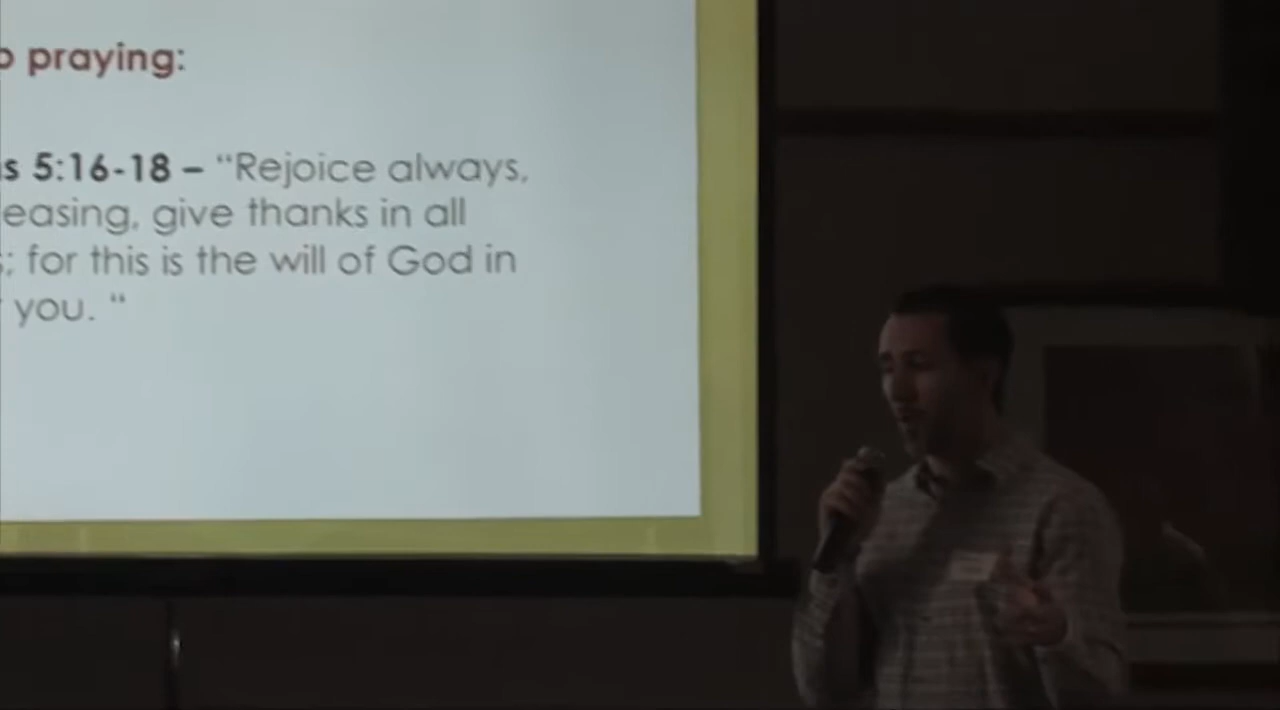 praying:
s 5:16-18 – “Rejoice always,
easing, give thanks in all
; for this is the will of God in
you. “